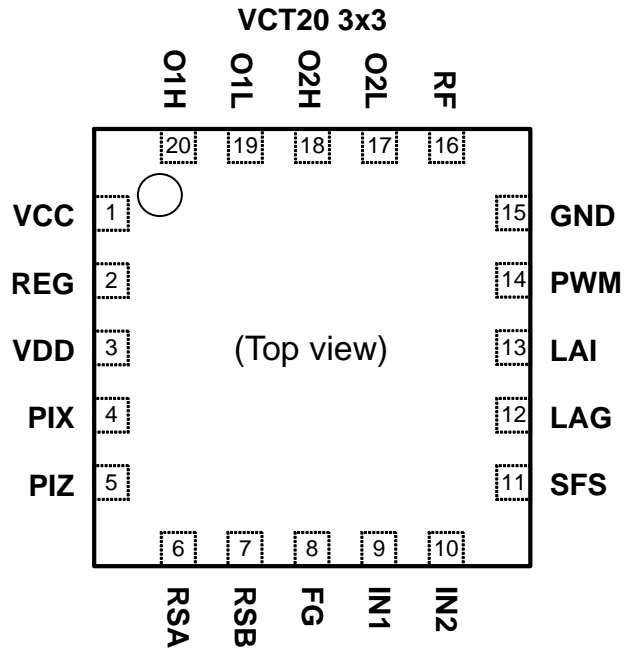 VCT20 3x3
O1H O1L O2H O2L RF
20 19 18 17 16
VCC 1 15 GND
REG 2 14 PWM
VDD 3 (Top view) 13 LAI
PIX 4 12 LAG
PIZ 5 11 SFS
6 7 8 9 10
RSA RSB FG IN1 IN2